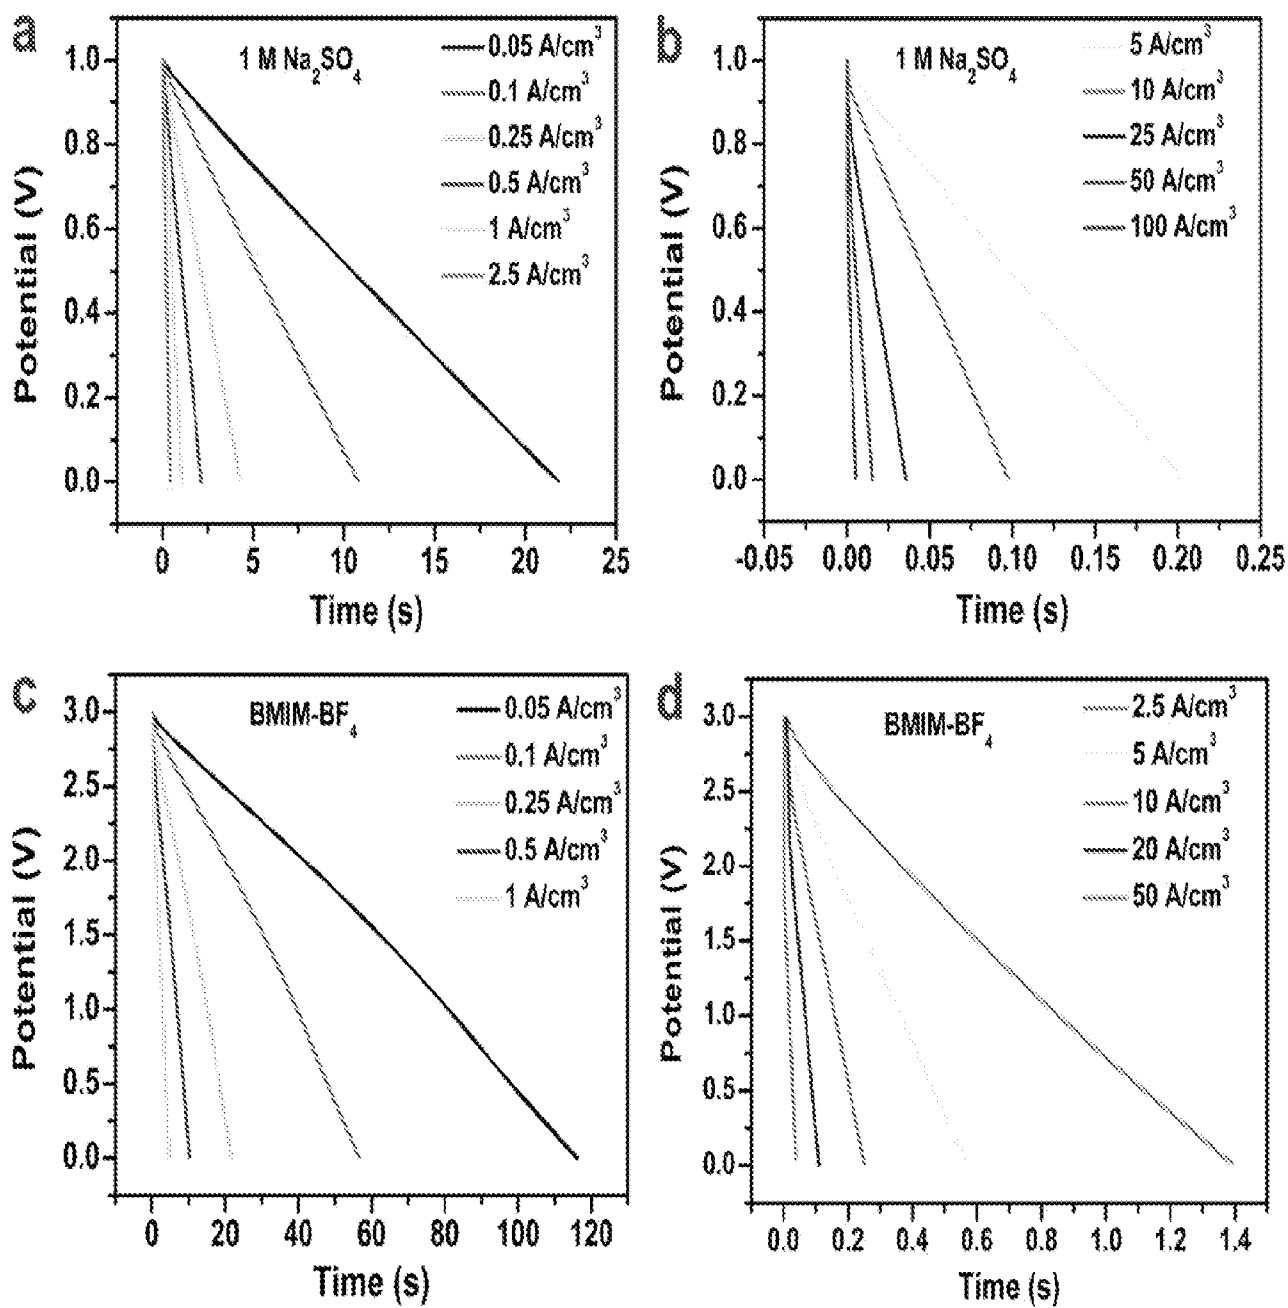 a
1 M Na₂SO₄
0.05 A/cm³
0.1 A/cm³
0.25 A/cm³
0.5 A/cm³
1 A/cm³
2.5 A/cm³
1.0
0.8
0.6
0.4
0.2
0.0
Potential (V)
0 5 10 15 20 25
Time (s)
b
1 M Na₂SO₄
5 A/cm³
10 A/cm³
25 A/cm³
50 A/cm³
100 A/cm³
1.0
0.8
0.6
0.4
0.2
0.0
Potential (V)
-0.05 0.00 0.05 0.10 0.15 0.20 0.25
Time (s)
c
BMIM-BF₄
0.05 A/cm³
0.1 A/cm³
0.25 A/cm³
0.5 A/cm³
1 A/cm³
3.0
2.5
2.0
1.5
1.0
0.5
0.0
Potential (V)
0 20 40 60 80 100 120
Time (s)
d
BMIM-BF₄
2.5 A/cm³
5 A/cm³
10 A/cm³
20 A/cm³
50 A/cm³
3.0
2.5
2.0
1.5
1.0
0.5
0.0
Potential (V)
0.0 0.2 0.4 0.6 0.8 1.0 1.2 1.4
Time (s)